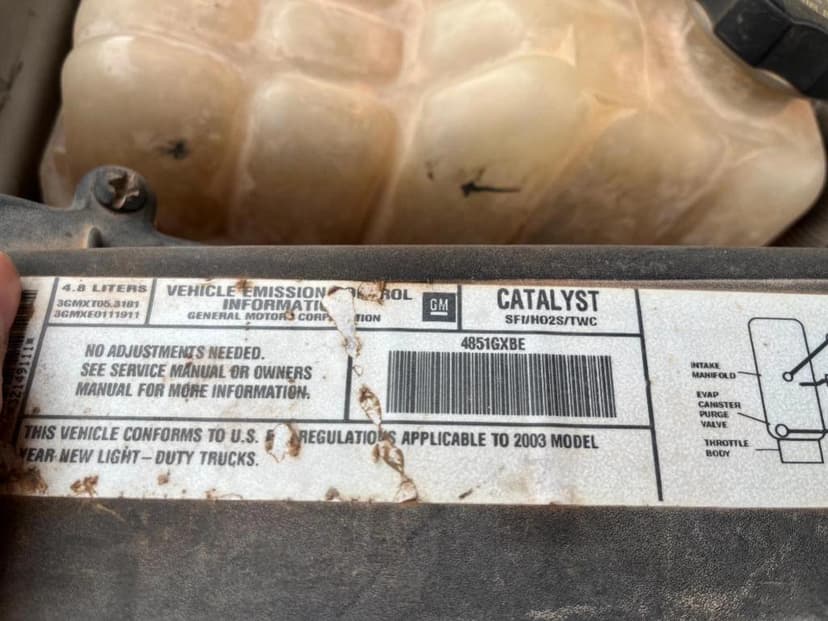 4.8 LITERS
3GMXT05.3181
3GMXE0111911
VEHICLE EMISSION
GENERAL MOTORS
GM
CATALYST
SFI/HO2S/TWC
NO ADJUSTMENTS NEEDED.
SEE SERVICE MANUAL OR OWNERS
MANUAL FOR MORE INFORMATION.
4851GXBE
THIS VEHICLE CONFORMS TO U.S. REGULATIONS APPLICABLE TO 2003 MODEL
YEAR NEW LIGHT-DUTY TRUCKS.
INTAKE
MANIFOLD
EVAP
CANISTER
PURGE
VALVE
THROTTLE
BODY